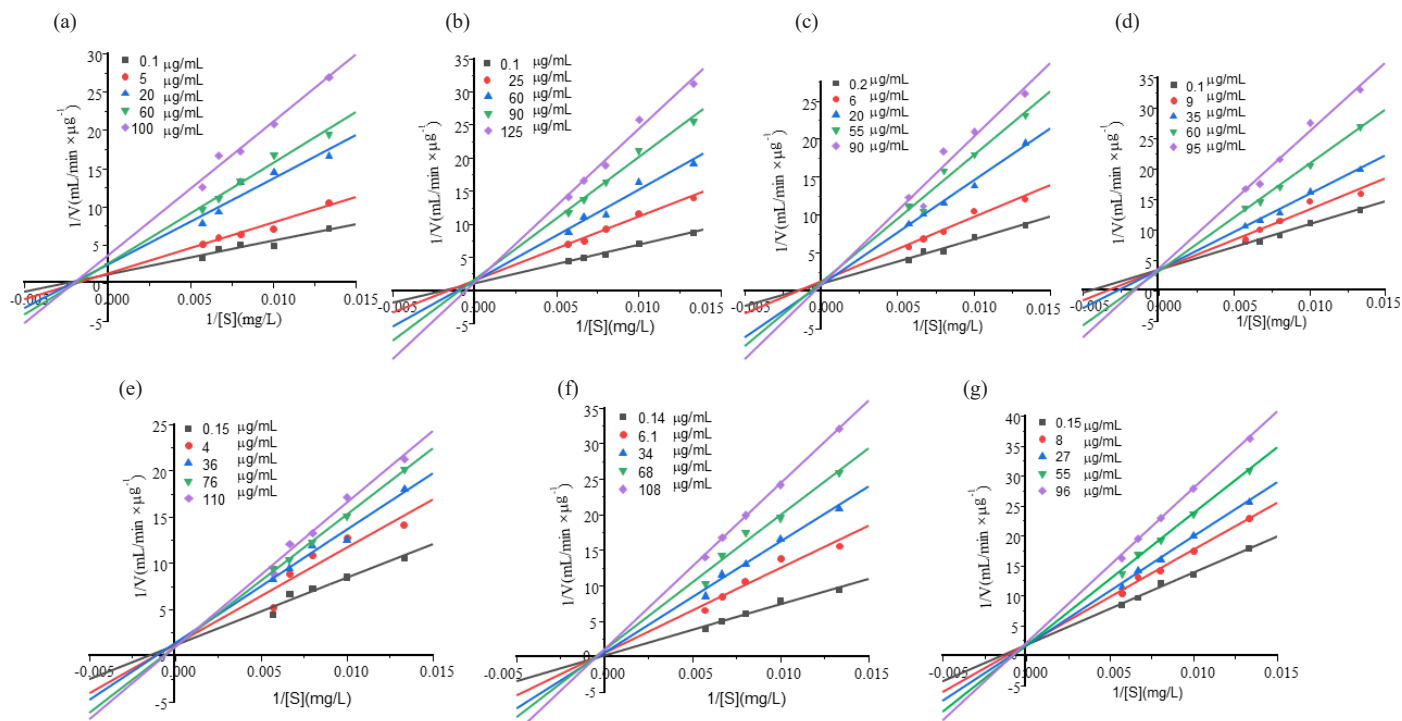 (a)
1/V(mL/min ×μg⁻¹)
30
25
20
15
10
5
0
-5
-0.005
0.000
0.005
0.010
0.015
1/[S](mg/L)
0.1 μg/mL
5 μg/mL
20 μg/mL
60 μg/mL
100 μg/mL
(b)
1/V(mL/min ×μg⁻¹)
35
30
25
20
15
10
5
0
-5
-0.005
0.000
0.005
0.010
0.015
1/[S](mg/L)
0.1 μg/mL
25 μg/mL
60 μg/mL
90 μg/mL
125 μg/mL
(c)
1/V(mL/min ×μg⁻¹)
25
20
15
10
5
0
-5
-0.005
0.000
0.005
0.010
0.015
1/[S](mg/L)
0.2 μg/mL
6 μg/mL
20 μg/mL
55 μg/mL
90 μg/mL
(d)
1/V(mL/min ×μg⁻¹)
35
30
25
20
15
10
5
0
-5
-0.005
0.000
0.005
0.010
0.015
1/[S](mg/L)
0.1 μg/mL
9 μg/mL
35 μg/mL
60 μg/mL
95 μg/mL
(e)
1/V(mL/min ×μg⁻¹)
25
20
15
10
5
0
-5
-0.005
0.000
0.005
0.010
0.015
1/[S](mg/L)
0.15 μg/mL
4 μg/mL
36 μg/mL
76 μg/mL
110 μg/mL
(f)
1/V(mL/min ×μg⁻¹)
35
30
25
20
15
10
5
0
-5
-0.005
0.000
0.005
0.010
0.015
1/[S](mg/L)
0.14 μg/mL
6.1 μg/mL
34 μg/mL
68 μg/mL
108 μg/mL
(g)
1/V(mL/min ×μg⁻¹)
40
35
30
25
20
15
10
5
0
-5
-0.005
0.000
0.005
0.010
0.015
1/[S](mg/L)
0.15 μg/mL
8 μg/mL
27 μg/mL
55 μg/mL
96 μg/mL